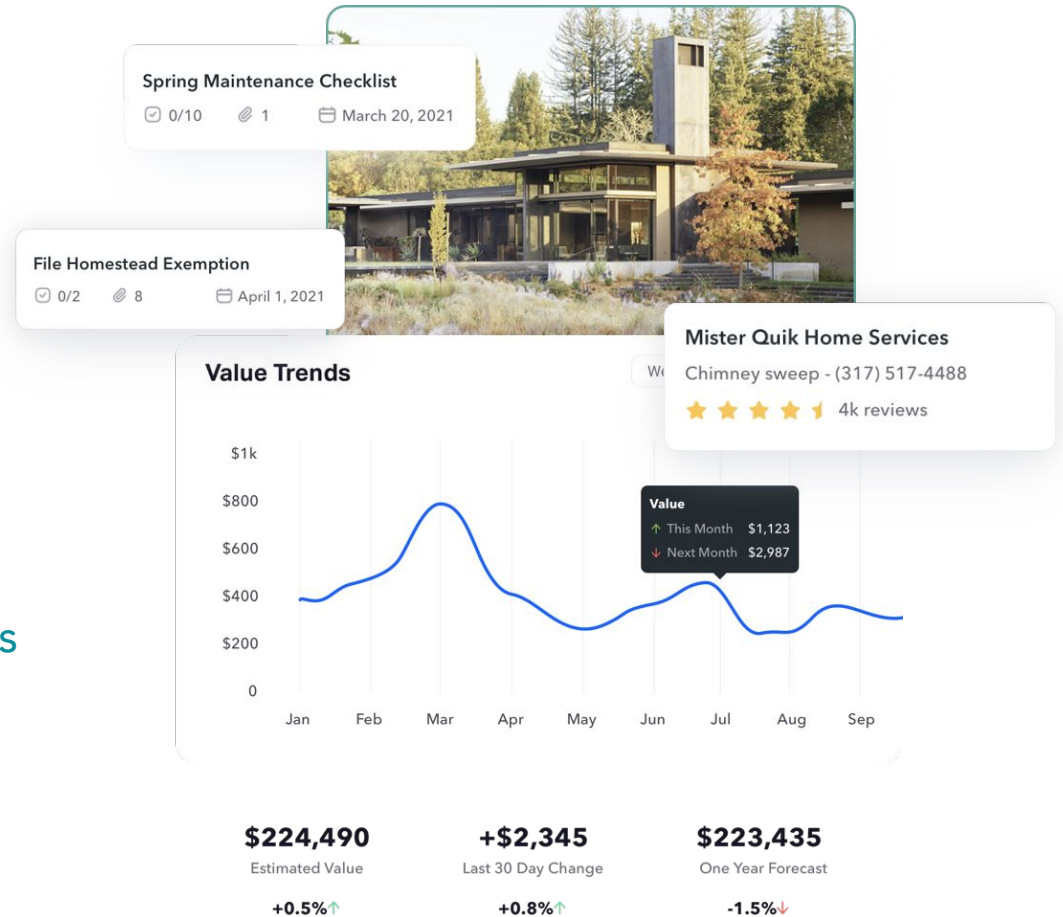 Spring Maintenance Checklist
0/10 1 March 20, 2021
File Homestead Exemption
0/2 8 April 1, 2021
Mister Quik Home Services
Chimney sweep - (317) 517-4488
4k reviews
Value Trends
$1k
$800
$600
$400
$200
0
Value
This Month $1,123
Next Month $2,987
Jan Feb Mar Apr May Jun Jul Aug Sep
$224,490 +$2,345 $223,435
Estimated Value Last 30 Day Change One Year Forecast
+0.5% +0.8% -1.5%